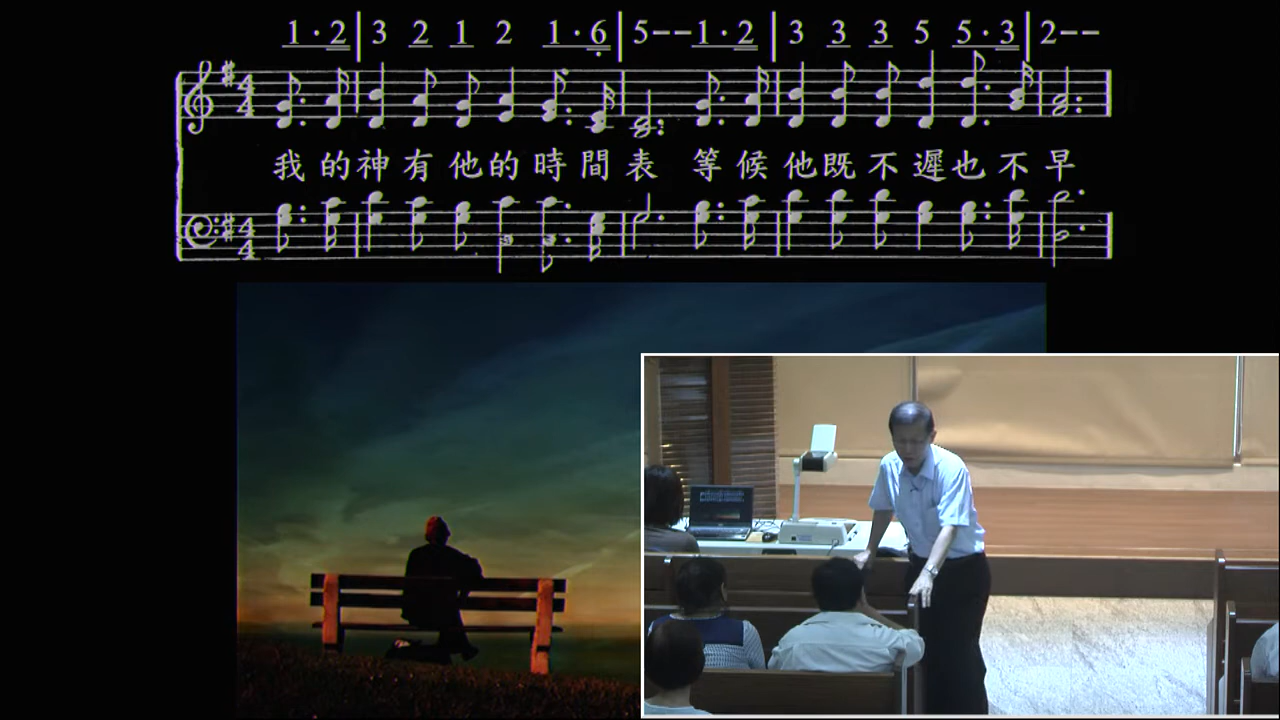 1·2|3 2 1 2 1·6|5--1·2|3 3 3 5 5·3|2--
我的神有他的時間表 等候他既不遲也不早